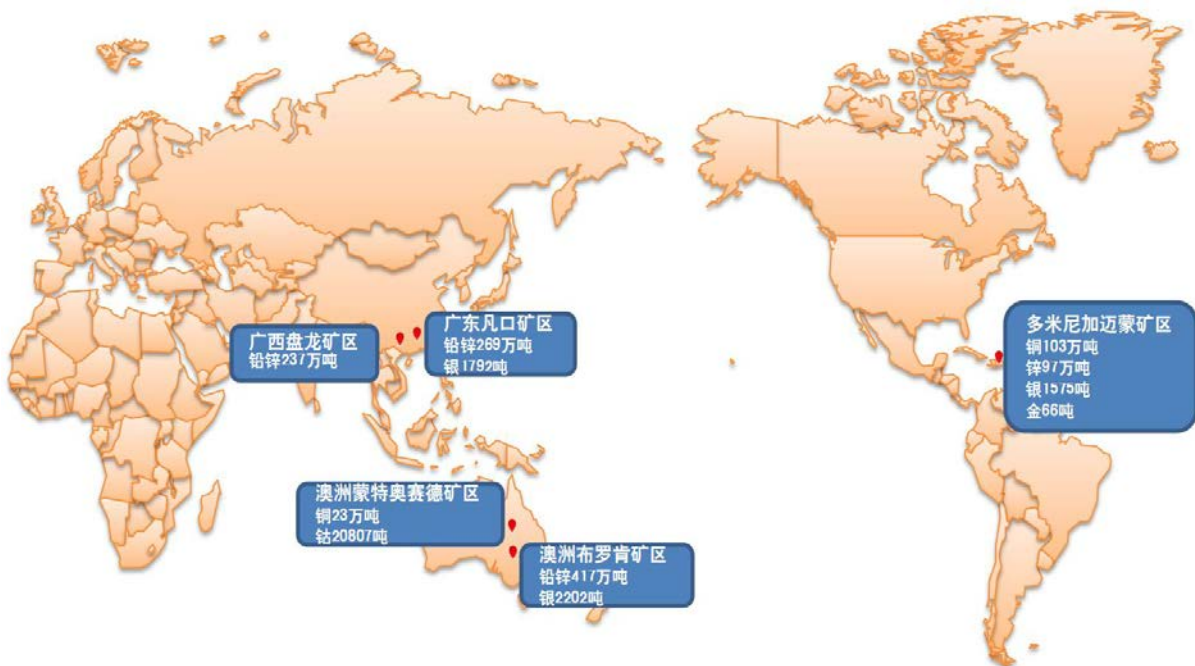 广西盘龙矿区
铅锌237万吨
广东凡口矿区
铅锌269万吨
银1792吨
多米尼加迈蒙矿区
铜103万吨
锌97万吨
银1575吨
金66吨
澳洲蒙特奥赛德矿区
铜23万吨
钴20807吨
澳洲布罗肯矿区
铅锌417万吨
银2202吨